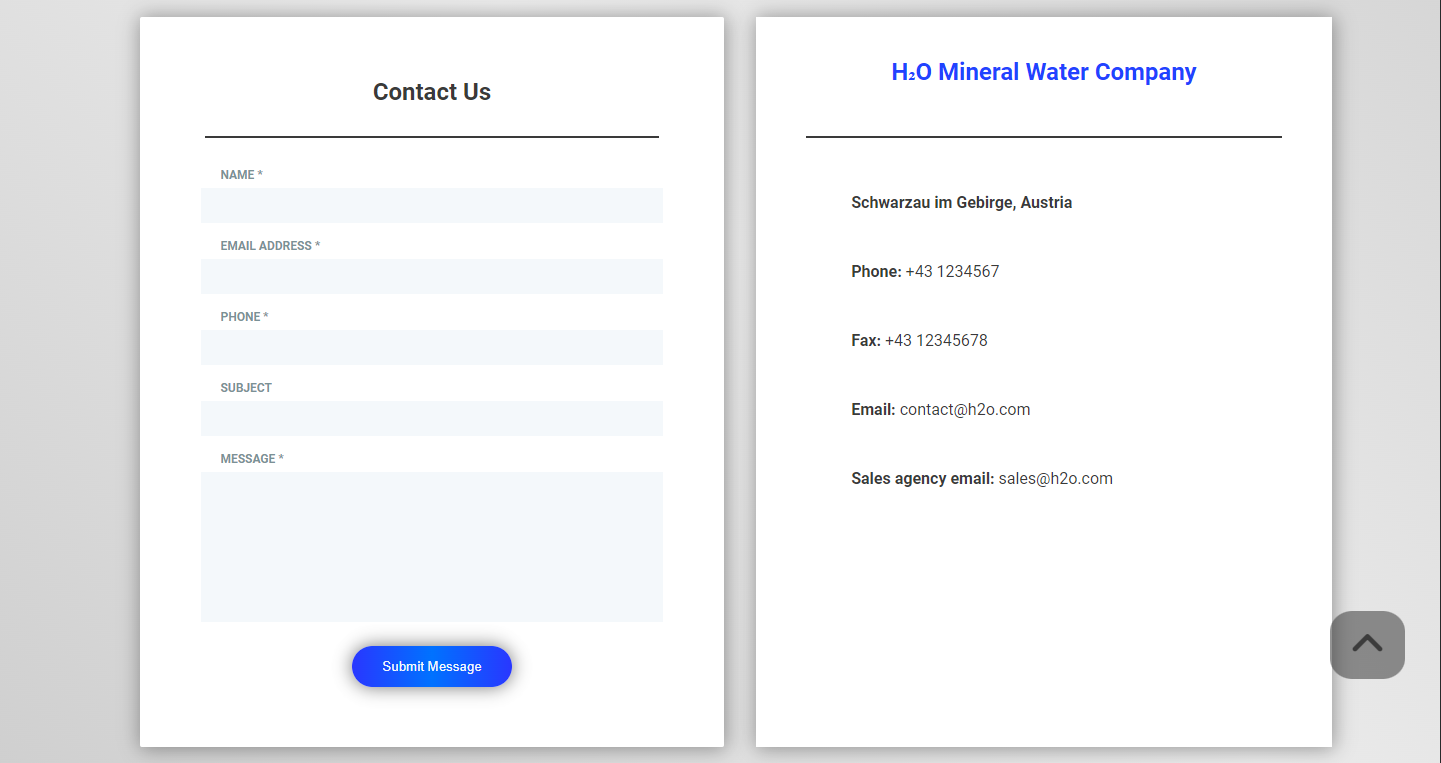 Contact Us
NAME *
EMAIL ADDRESS *
PHONE *
SUBJECT
MESSAGE *
Submit Message
H₂O Mineral Water Company
Schwarzau im Gebirge, Austria
Phone: +43 1234567
Fax: +43 12345678
Email: contact@h2o.com
Sales agency email: sales@h2o.com